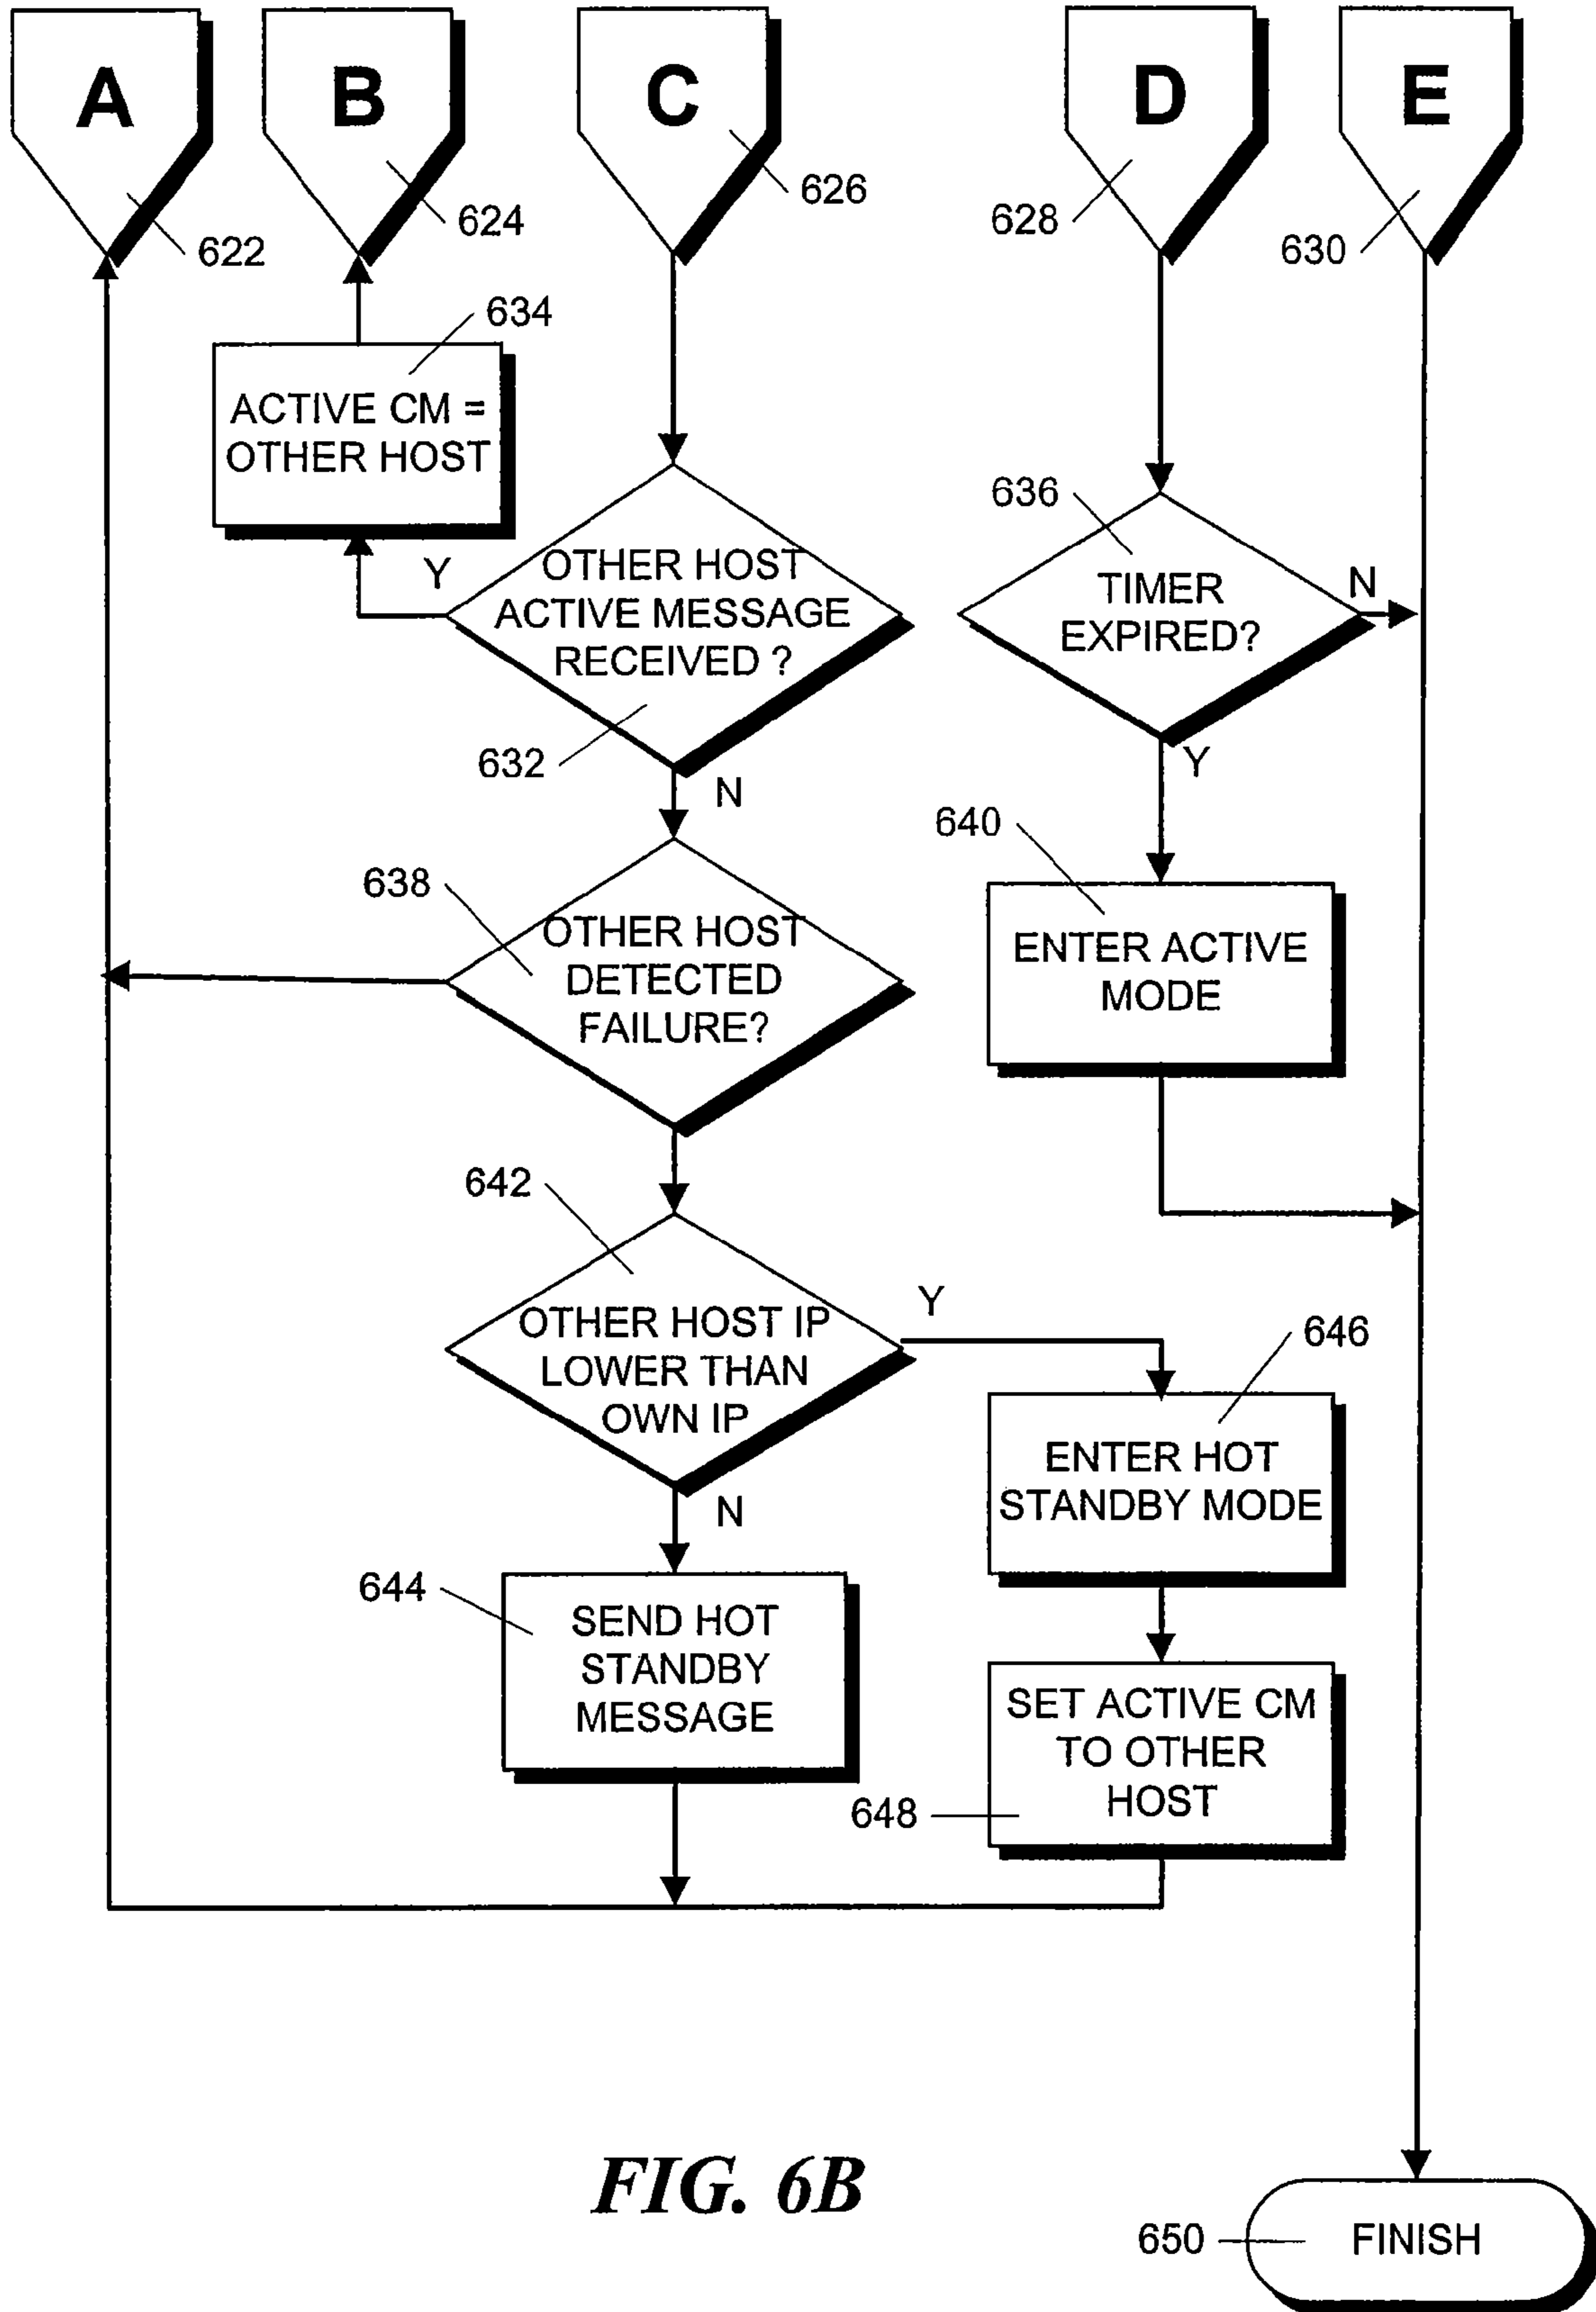 A
B
C
D
E
622
624
626
628
630
634
ACTIVE CM =
OTHER HOST
Y
OTHER HOST
ACTIVE MESSAGE
RECEIVED ?
632
N
636
TIMER
EXPIRED?
N
Y
638
OTHER HOST
DETECTED
FAILURE?
640
ENTER ACTIVE
MODE
642
OTHER HOST IP
LOWER THAN
OWN IP
Y
N
646
ENTER HOT
STANDBY MODE
644
SEND HOT
STANDBY
MESSAGE
SET ACTIVE CM
TO OTHER
HOST
648
FIG. 6B
650
FINISH